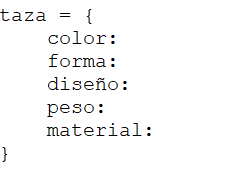 taza = {
    color:
    forma:
    diseño:
    peso:
    material:
}